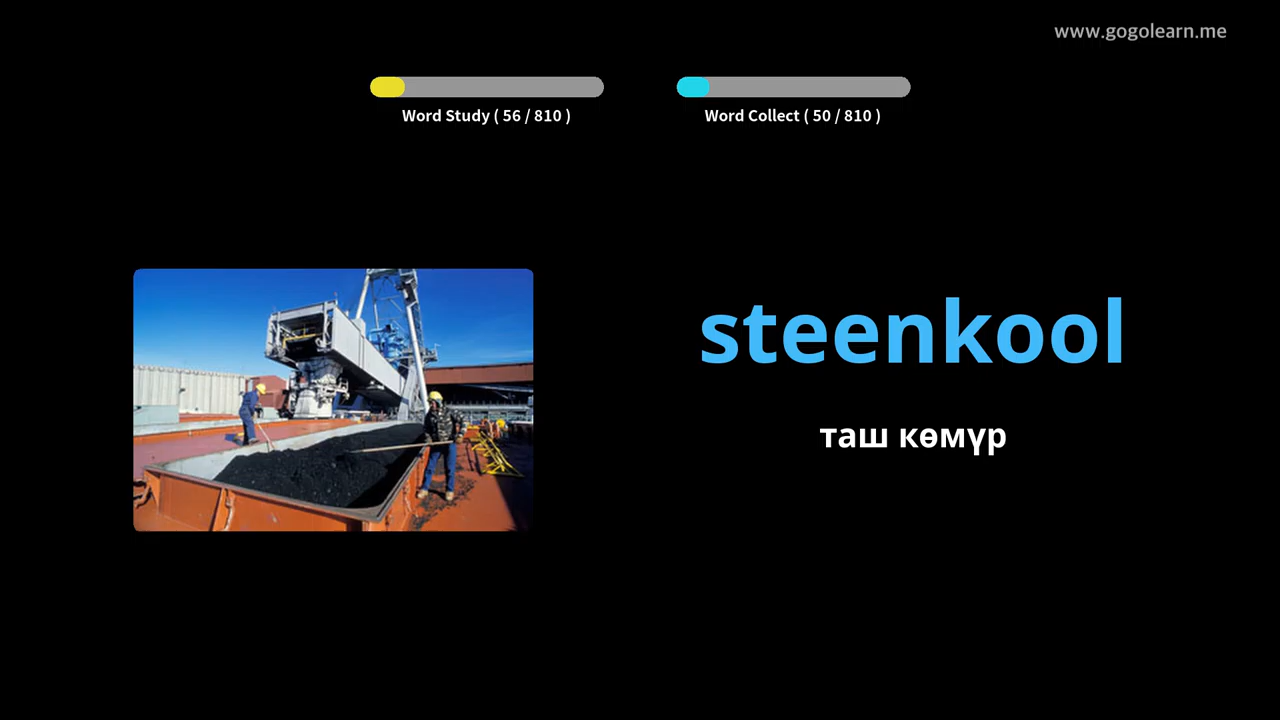 www.gogolearn.me
Word Study ( 56 / 810 )
Word Collect ( 50 / 810 )
steenkool
таш көмүр